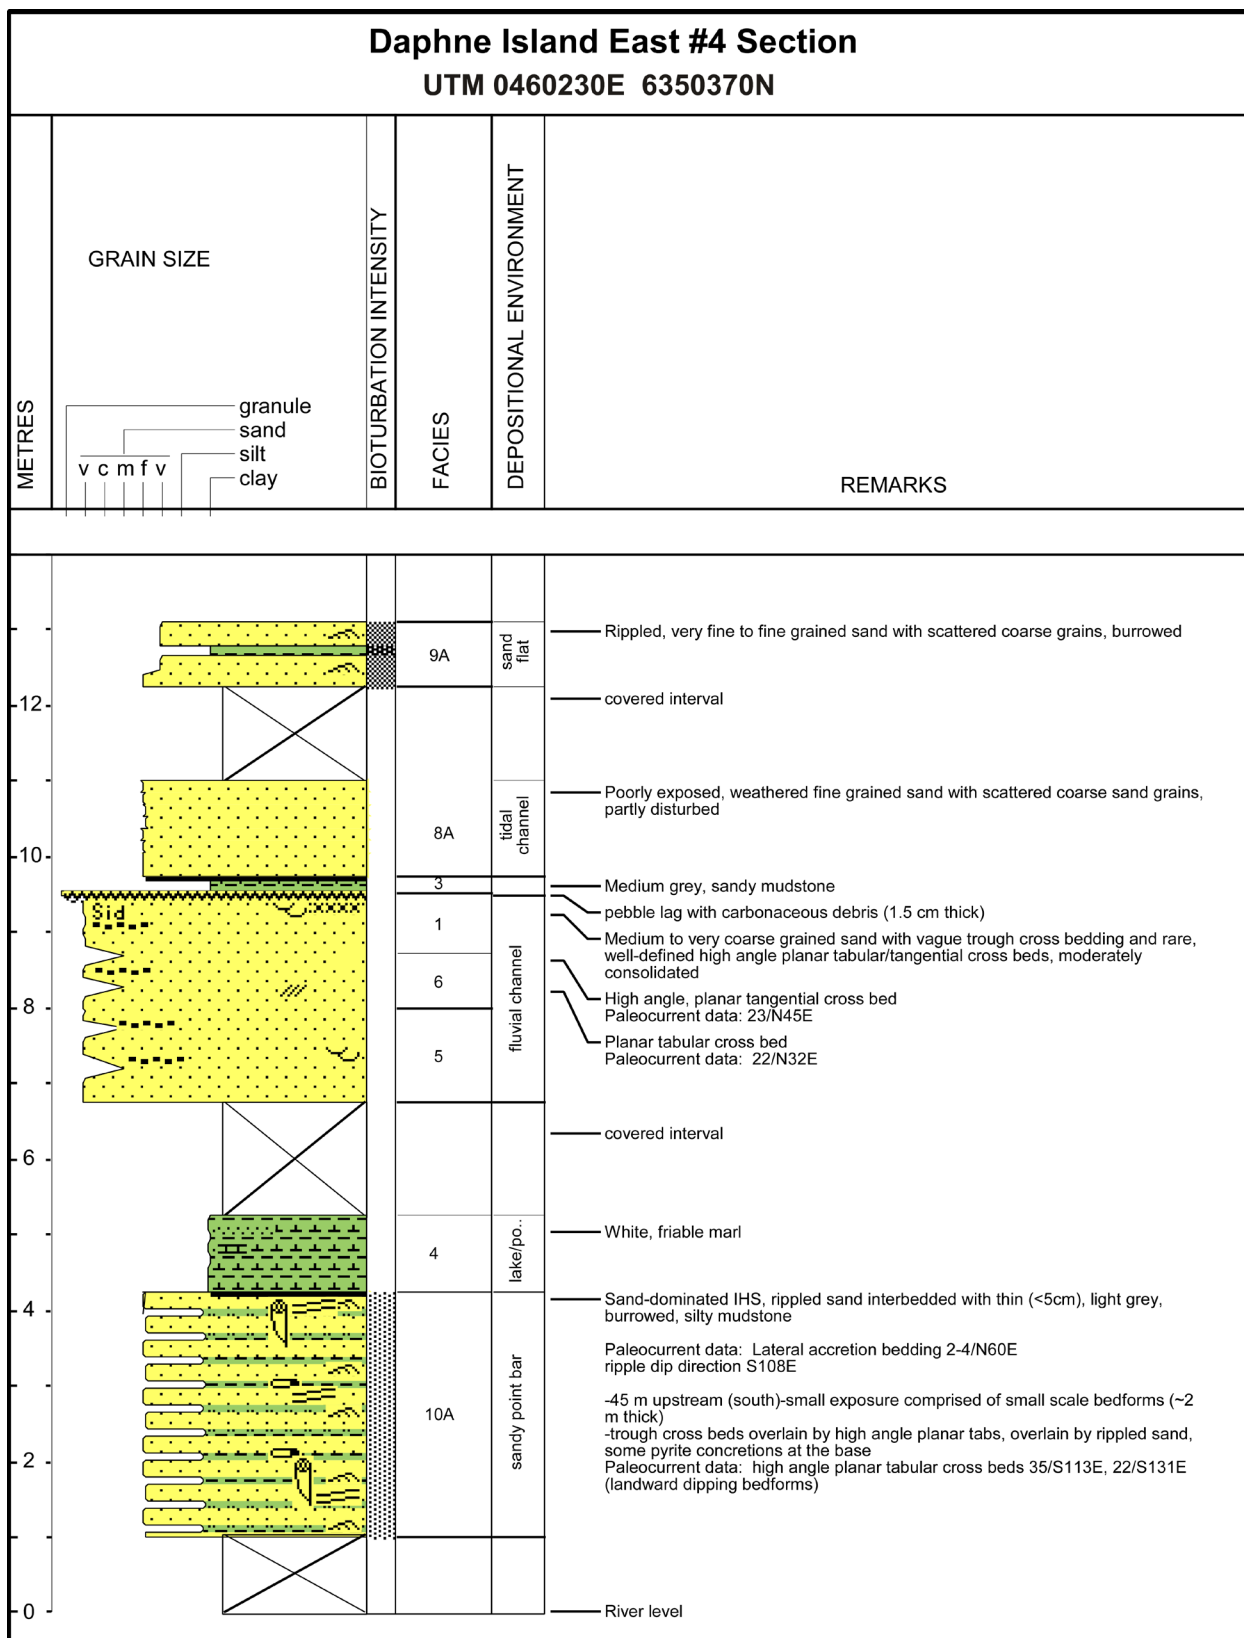 Daphne Island East #4 Section
UTM 0460230E 6350370N
METRES
GRAIN SIZE
granule
sand
silt
clay
v c m f v
BIOTURBATION INTENSITY
FACIES
DEPOSITIONAL ENVIRONMENT
REMARKS
9A
sand
flat
Rippled, very fine to fine grained sand with scattered coarse grains, burrowed
12
covered interval
8A
tidal
channel
Poorly exposed, weathered fine grained sand with scattered coarse sand grains,
partly disturbed
10
3
Medium grey, sandy mudstone
pebble lag with carbonaceous debris (1.5 cm thick)
Sid
1
Medium to very coarse grained sand with vague trough cross bedding and rare,
well-defined high angle planar tabular/tangential cross beds, moderately
consolidated
6
fluvial channel
High angle, planar tangential cross bed
Paleocurrent data: 23/N45E
8
5
Planar tabular cross bed
Paleocurrent data: 22/N32E
6
covered interval
4
lake/po..
White, friable marl
4
Sand-dominated IHS, rippled sand interbedded with thin (<5cm), light grey,
burrowed, silty mudstone
Paleocurrent data: Lateral accretion bedding 2-4/N60E
ripple dip direction S108E
10A
sandy point bar
-45 m upstream (south)-small exposure comprised of small scale bedforms (~2
m thick)
-trough cross beds overlain by high angle planar tabs, overlain by rippled sand,
some pyrite concretions at the base
Paleocurrent data: high angle planar tabular cross beds 35/S113E, 22/S131E
(landward dipping bedforms)
2
0
River level